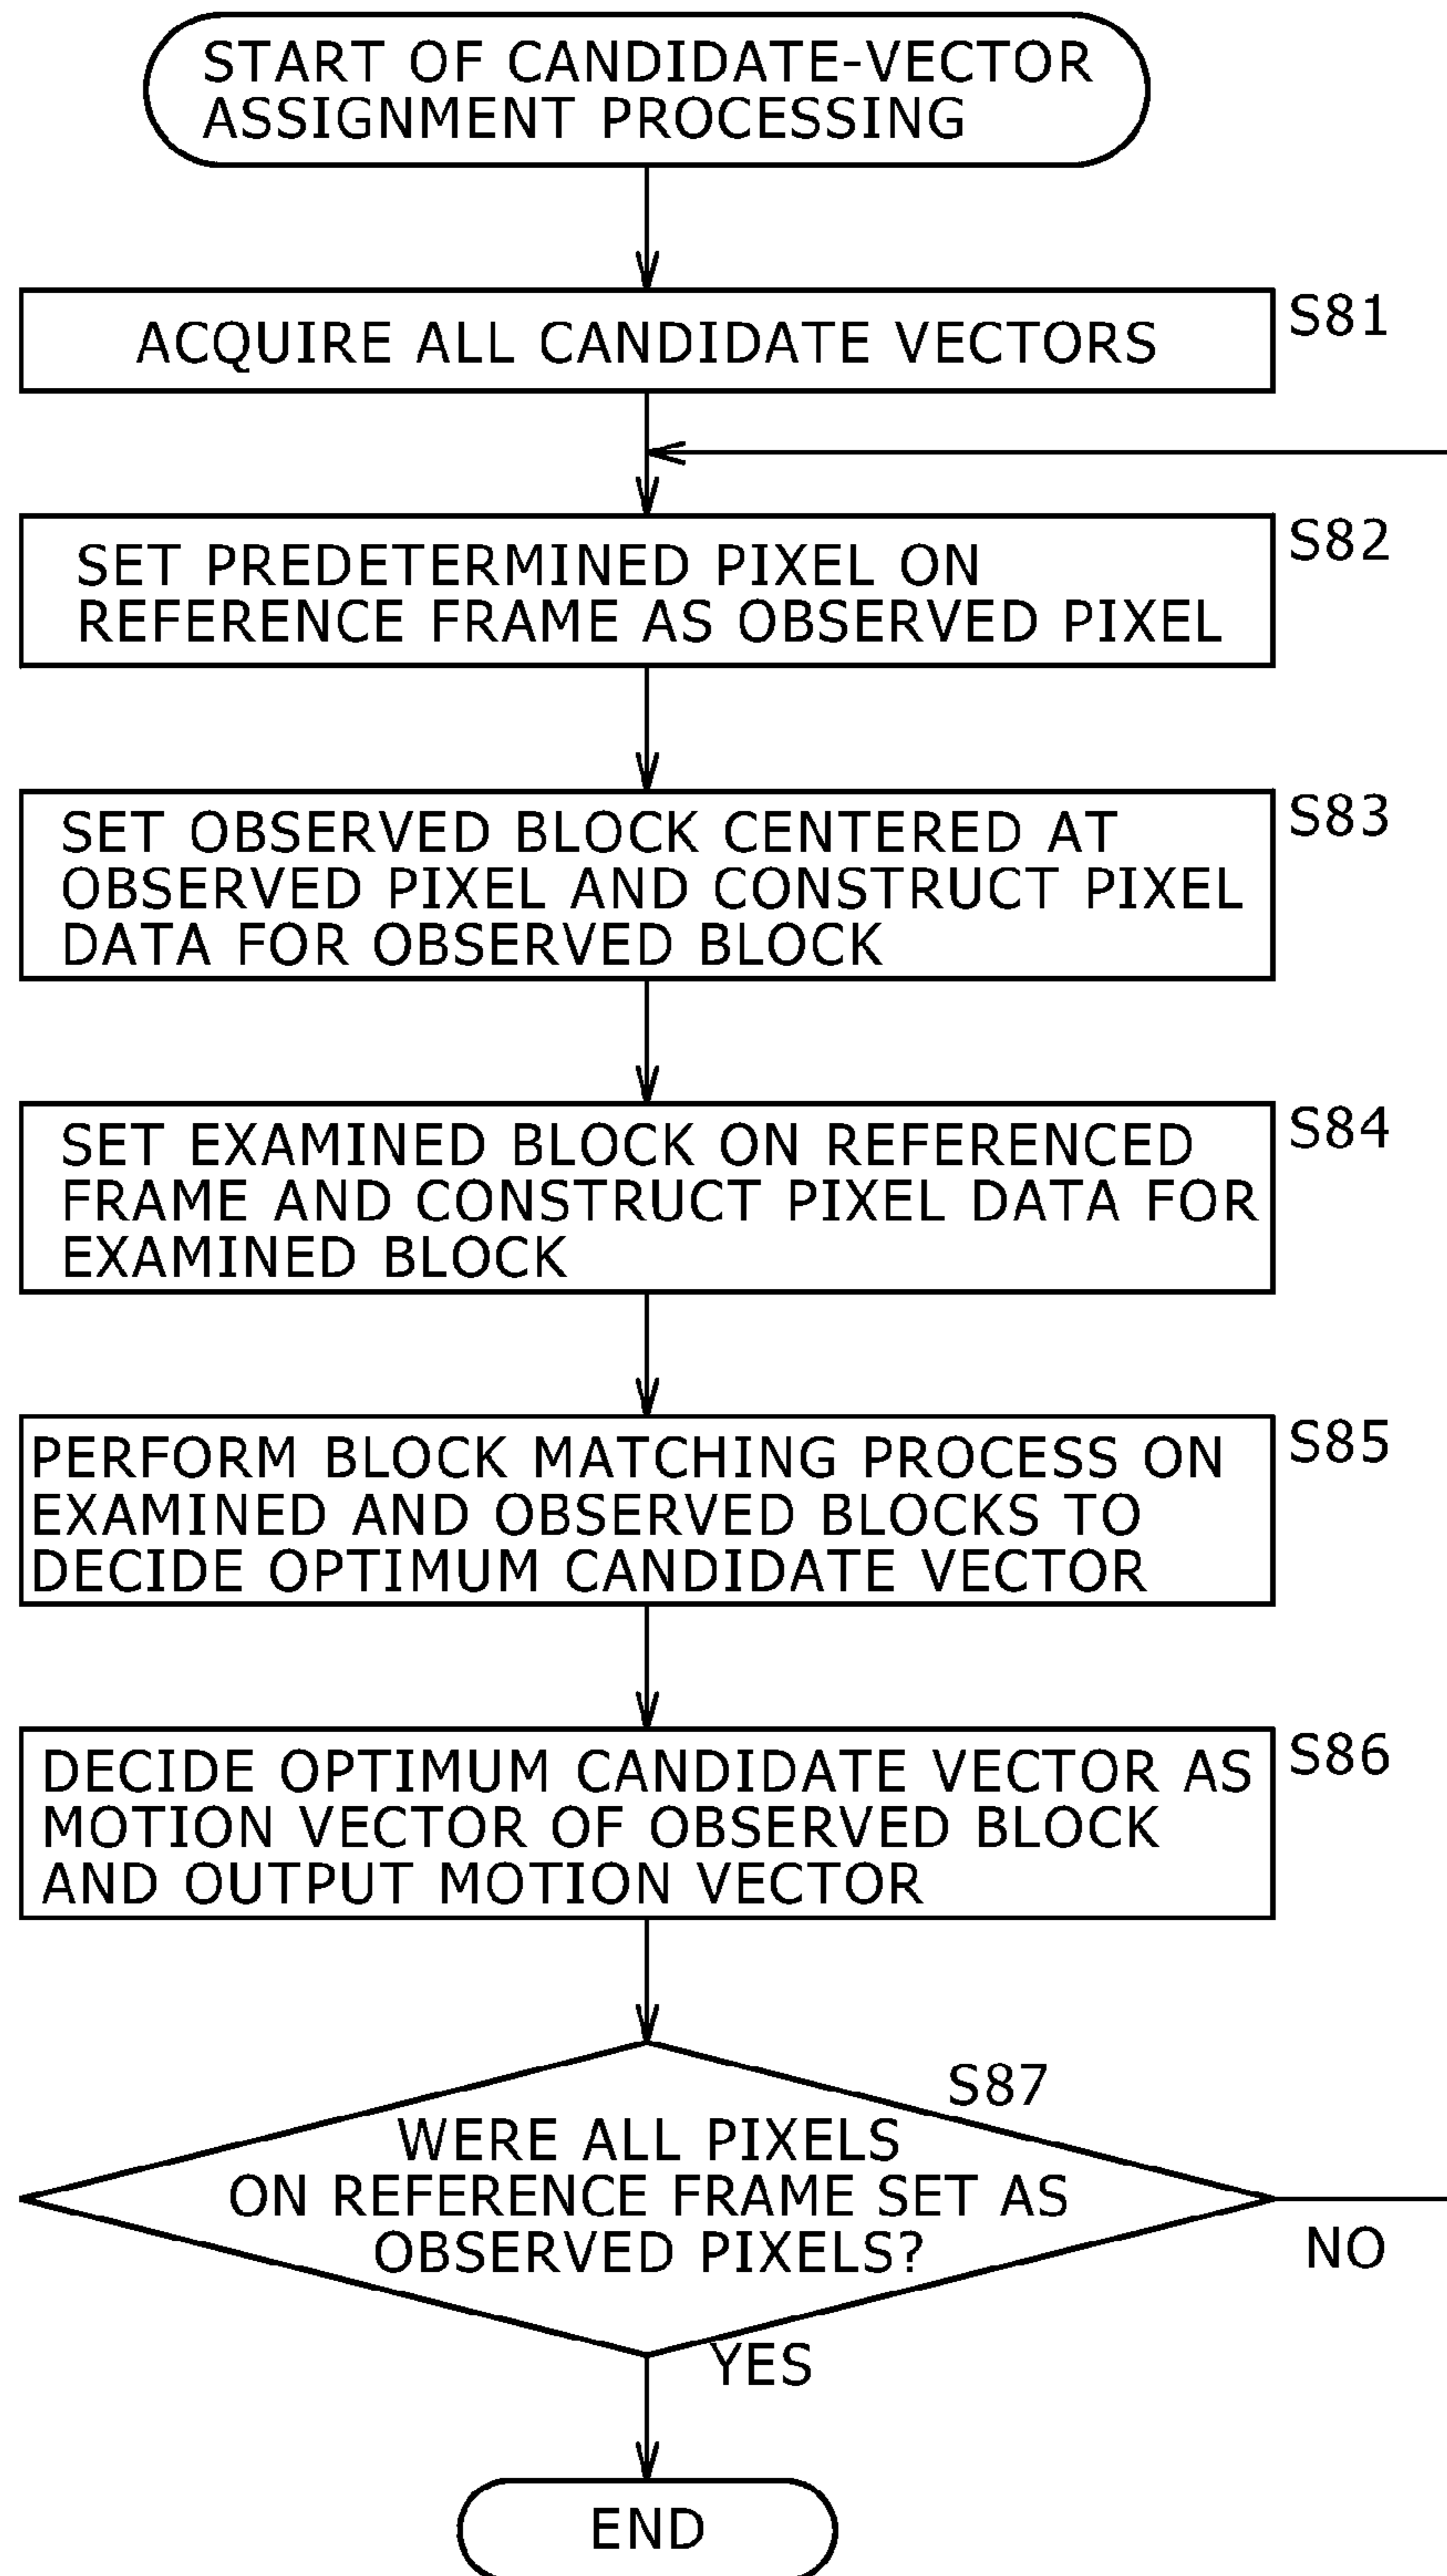 START OF CANDIDATE-VECTOR
ASSIGNMENT PROCESSING
ACQUIRE ALL CANDIDATE VECTORS
S81
SET PREDETERMINED PIXEL ON
REFERENCE FRAME AS OBSERVED PIXEL
S82
SET OBSERVED BLOCK CENTERED AT
OBSERVED PIXEL AND CONSTRUCT PIXEL
DATA FOR OBSERVED BLOCK
S83
SET EXAMINED BLOCK ON REFERENCED
FRAME AND CONSTRUCT PIXEL DATA FOR
EXAMINED BLOCK
S84
PERFORM BLOCK MATCHING PROCESS ON
EXAMINED AND OBSERVED BLOCKS TO
DECIDE OPTIMUM CANDIDATE VECTOR
S85
DECIDE OPTIMUM CANDIDATE VECTOR AS
MOTION VECTOR OF OBSERVED BLOCK
AND OUTPUT MOTION VECTOR
S86
S87
WERE ALL PIXELS
ON REFERENCE FRAME SET AS
OBSERVED PIXELS?
NO
YES
END